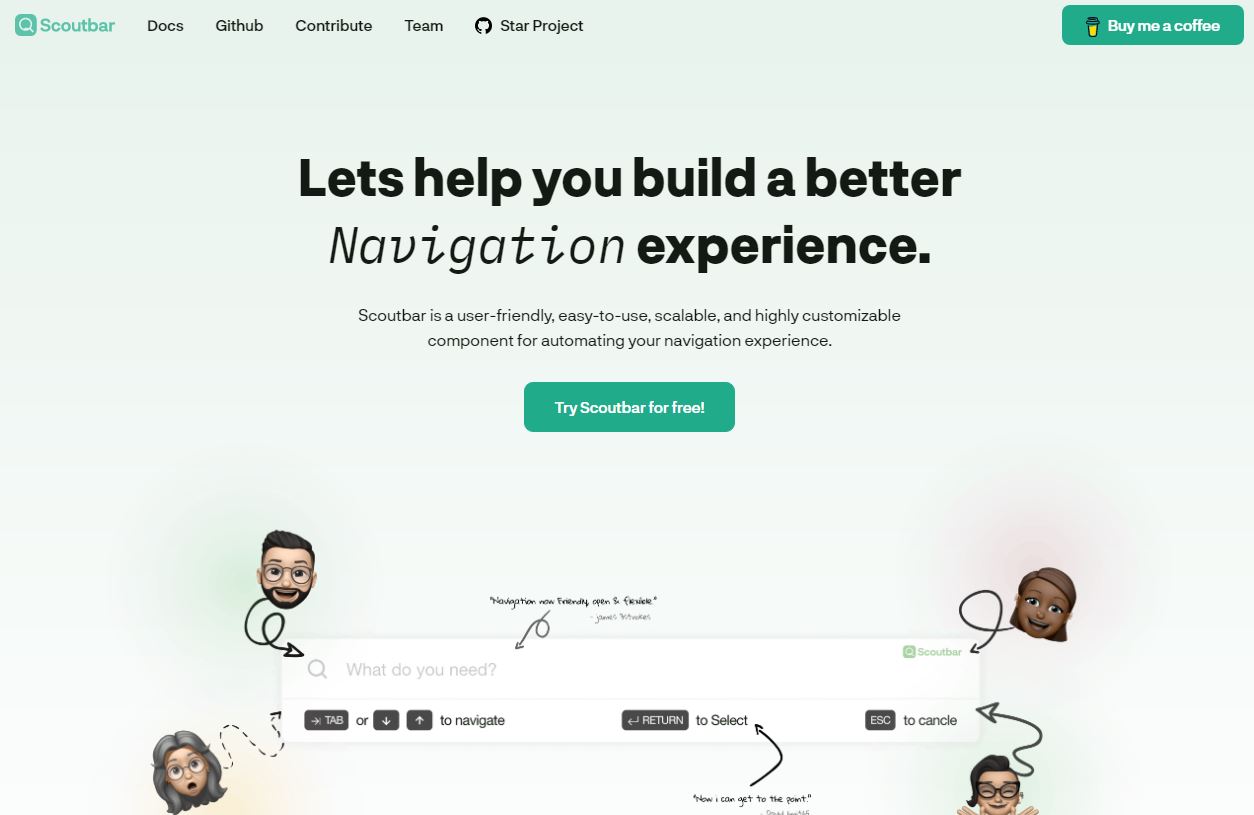 Scoutbar Docs Github Contribute Team Star Project Buy me a coffee
Lets help you build a better
Navigation experience.
Scoutbar is a user-friendly, easy-to-use, scalable, and highly customizable
component for automating your navigation experience.
Try Scoutbar for free!
"Navigation now Friendly, open & flexible."
- james
Scoutbar
What do you need?
TAB or to navigate RETURN to Select ESC to cancle
"Now i can get to the point."